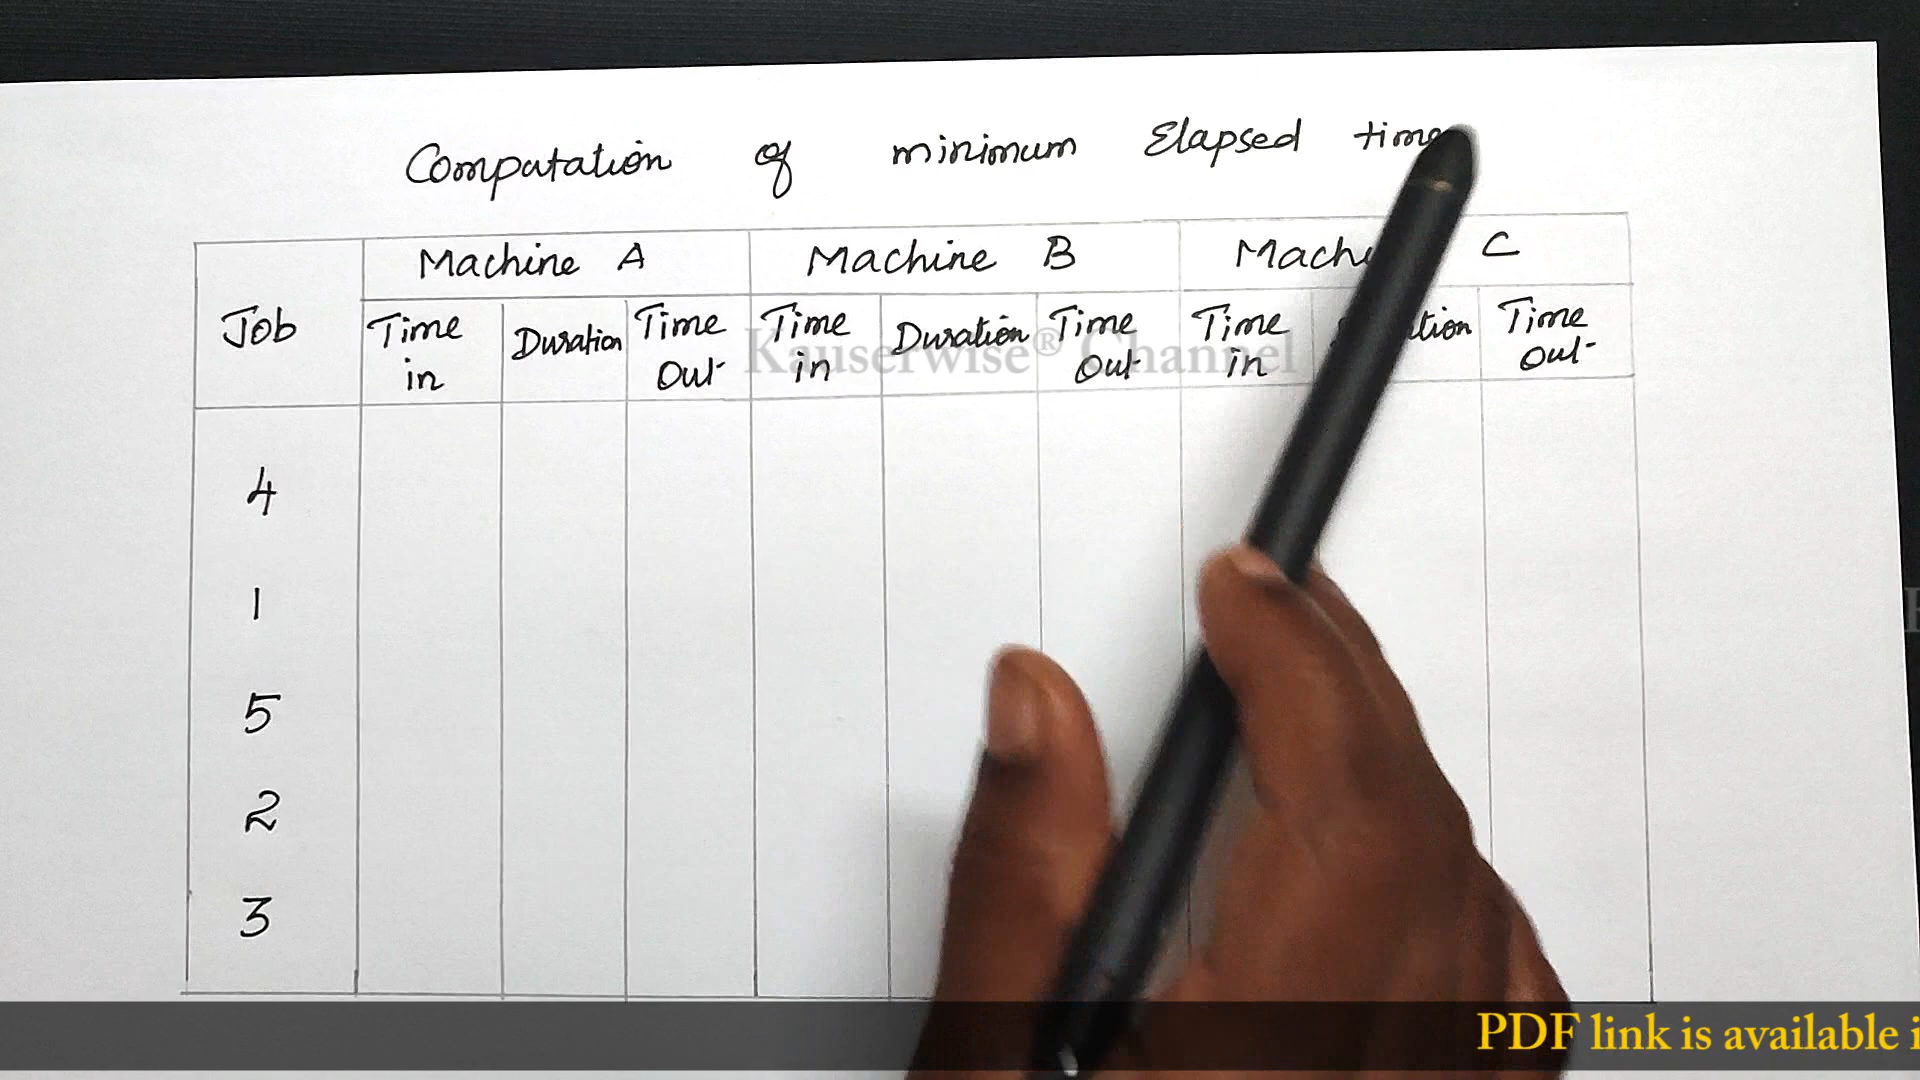 Computation of minimum Elapsed time
Machine A Machine B C
Job Time in Duration Time Out Time in Duration Time Out Time in Time Out
Kauserwise® Channel
4
1
5
2
3
PDF link is available